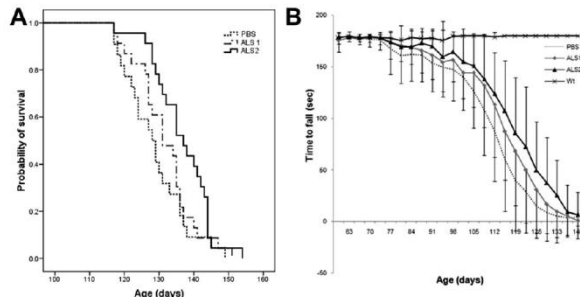 A
PBS
ALS1
ALS2
1.0
0.8
0.6
0.4
0.2
0.0
Probability of survival
100 110 120 130 140 150 160
Age (days)
B
PBS
ALS1
ALS2
Wt
200
150
100
50
0
-50
Time to fall (sec)
63 70 77 84 91 98 105 112 119 126 133
Age (days)